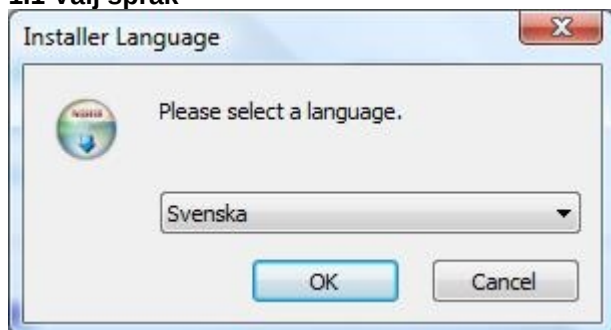 1.1 Välj språk
Installer Language
Please select a language.
Svenska
OK
Cancel